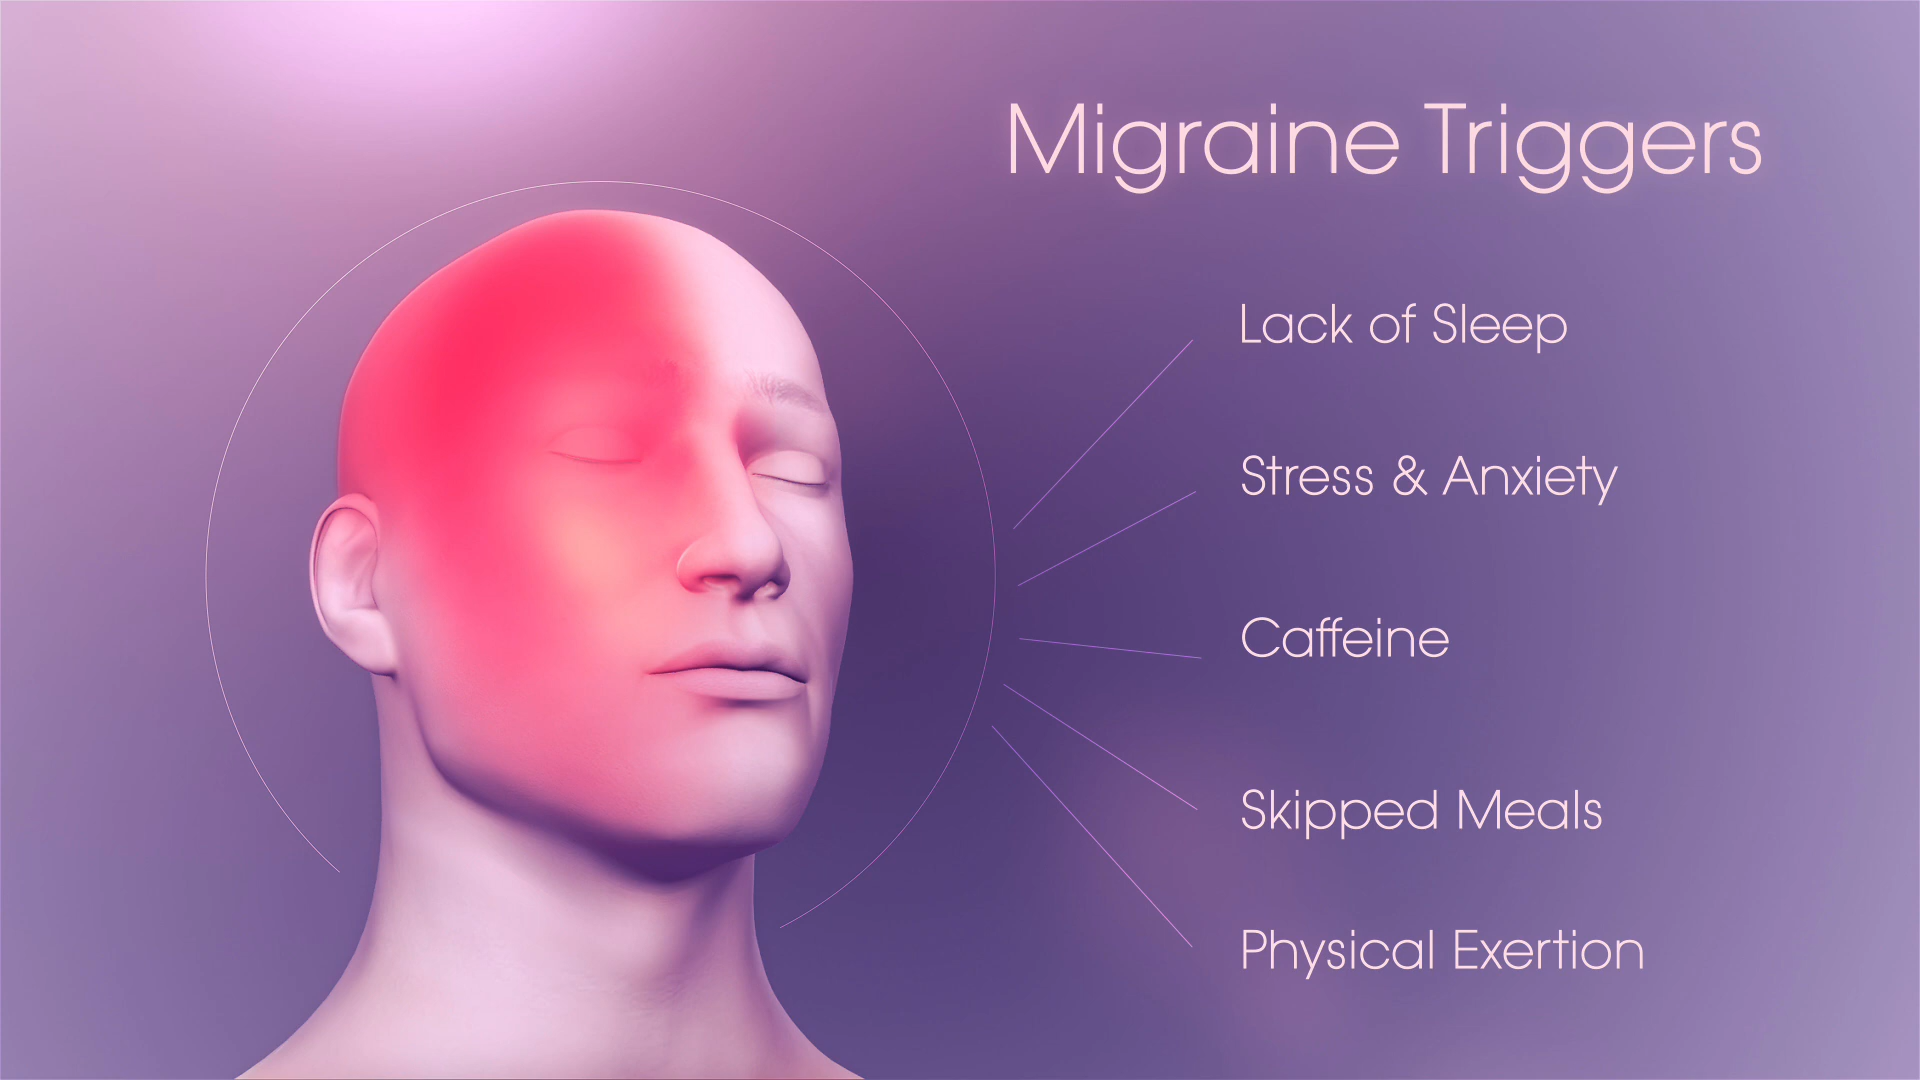 Migraine Triggers
Lack of Sleep
Stress & Anxiety
Caffeine
Skipped Meals
Physical Exertion